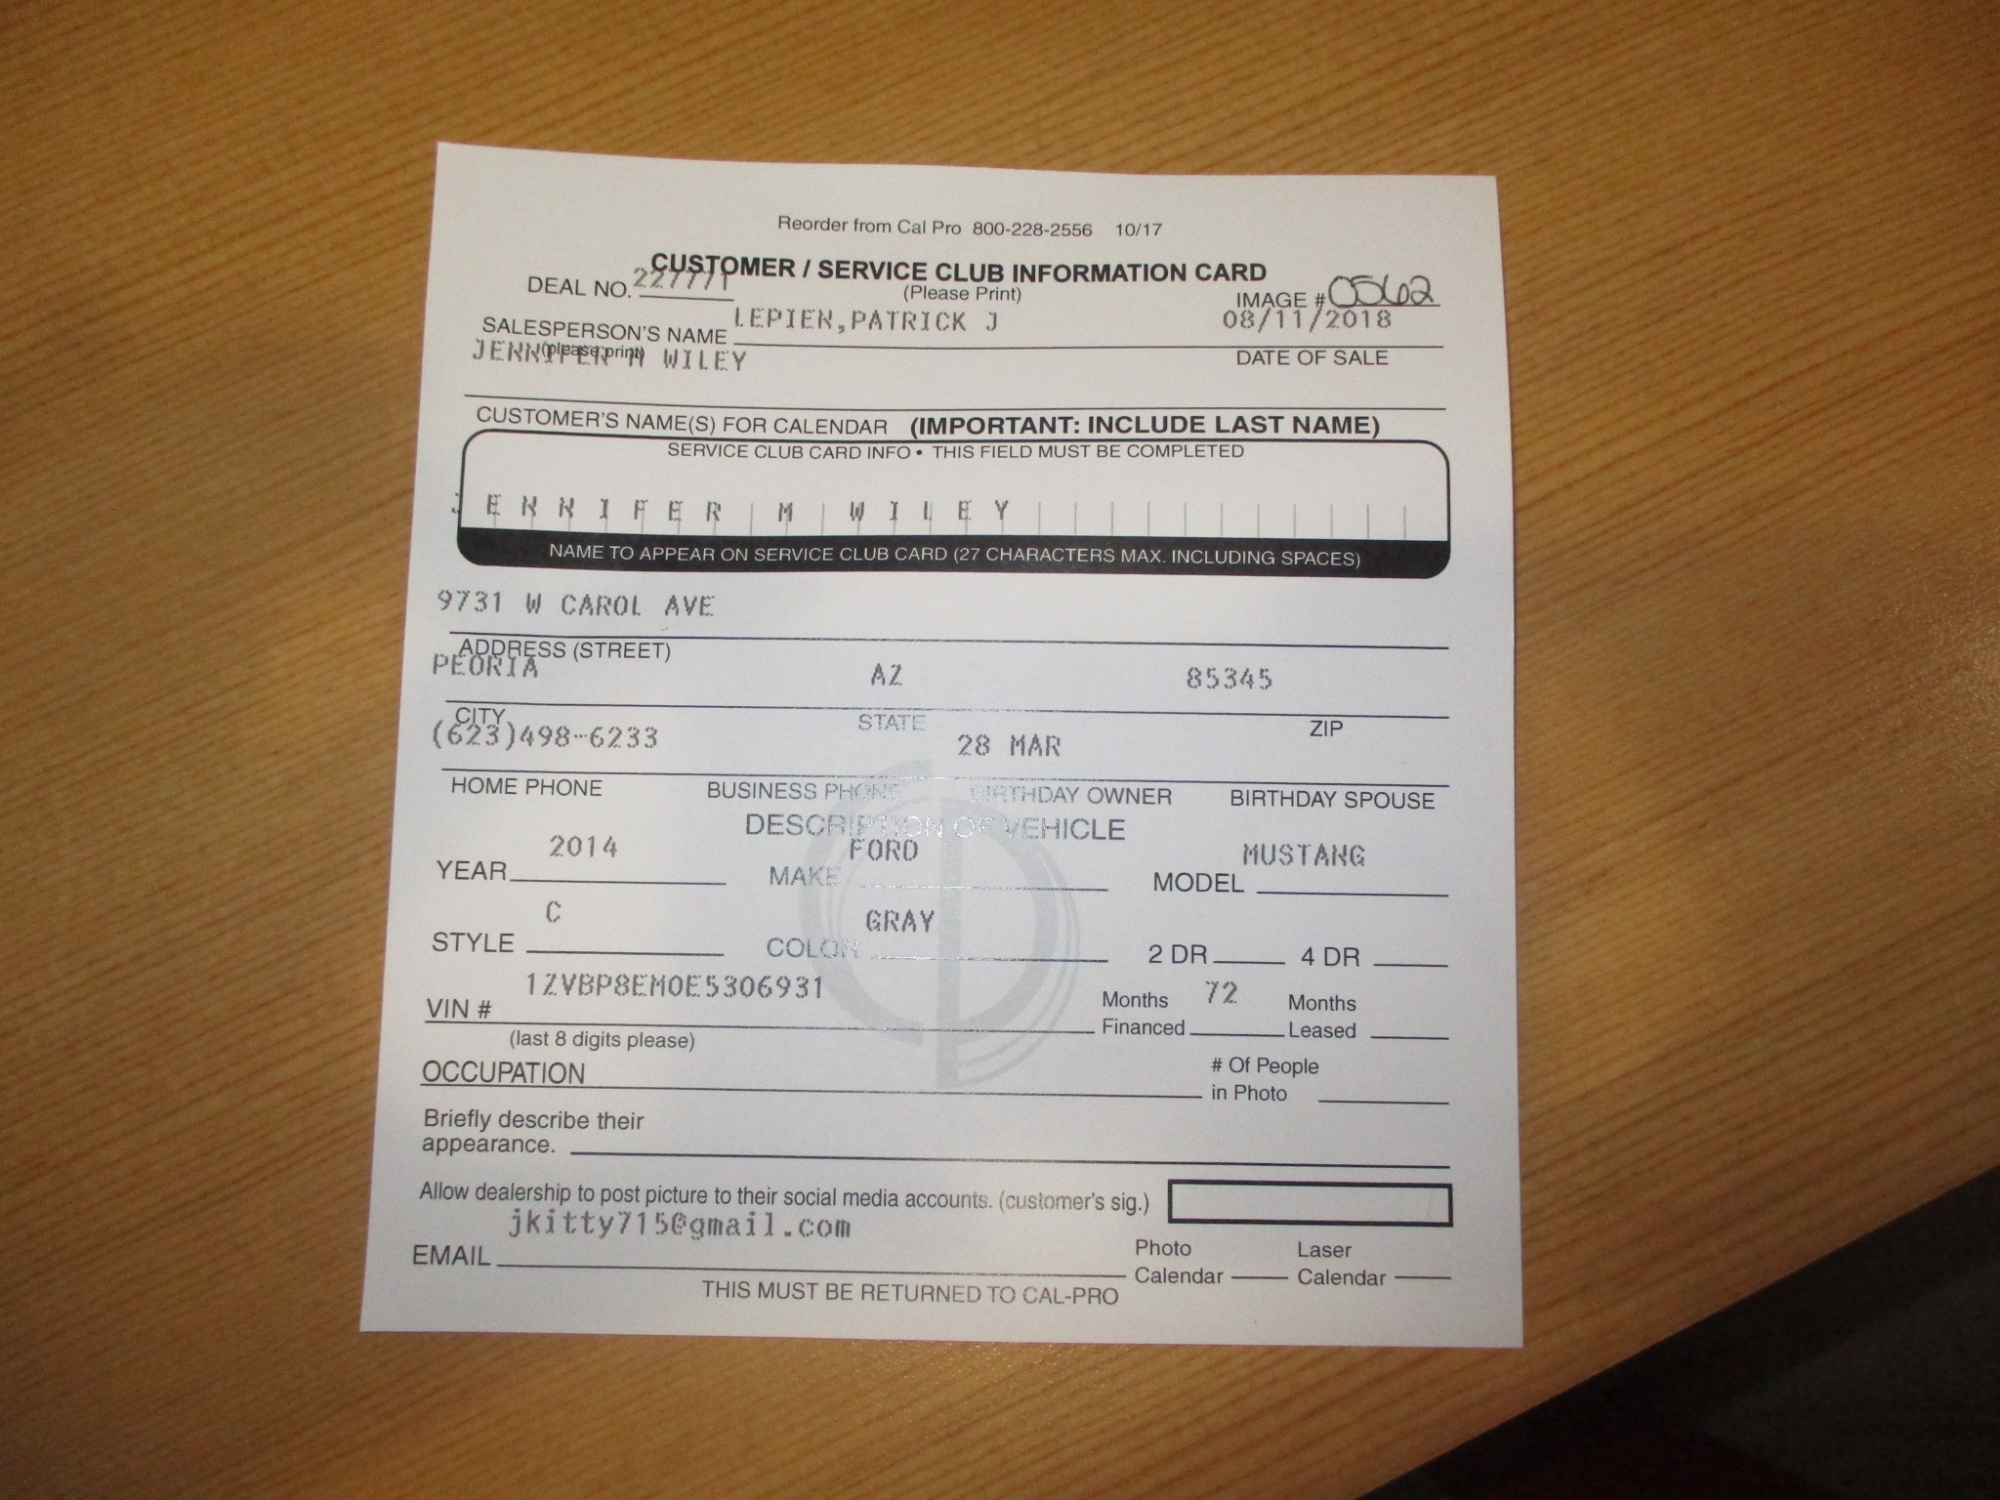 Reorder from Cal Pro 800-228-2556 10/17
CUSTOMER / SERVICE CLUB INFORMATION CARD
(Please Print)
DEAL NO. 227771
IMAGE # 0562
SALESPERSON'S NAME LEPIEN,PATRICK J 08/11/2018
(please print) DATE OF SALE
JENNIFER M WILEY
CUSTOMER'S NAME(S) FOR CALENDAR (IMPORTANT: INCLUDE LAST NAME)
SERVICE CLUB CARD INFO • THIS FIELD MUST BE COMPLETED
JENNIFER M WILEY
NAME TO APPEAR ON SERVICE CLUB CARD (27 CHARACTERS MAX. INCLUDING SPACES)
9731 W CAROL AVE
ADDRESS (STREET)
PEORIA AZ 85345
CITY STATE ZIP
(623)498-6233 28 MAR
HOME PHONE BUSINESS PHONE BIRTHDAY OWNER BIRTHDAY SPOUSE
DESCRIPTION OF VEHICLE
YEAR 2014 MAKE FORD MODEL MUSTANG
STYLE C COLOR GRAY 2 DR 4 DR
VIN # 1ZVBP8EM0E5306931 Months Financed 72 Months Leased
(last 8 digits please)
OCCUPATION # Of People in Photo
Briefly describe their
appearance.
Allow dealership to post picture to their social media accounts. (customer's sig.)
EMAIL jkitty715@gmail.com Photo Calendar Laser Calendar
THIS MUST BE RETURNED TO CAL-PRO